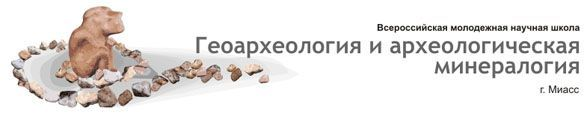 Всероссийская молодежная научная школа
Геоархеология и археологическая
минералогия
г. Миасс